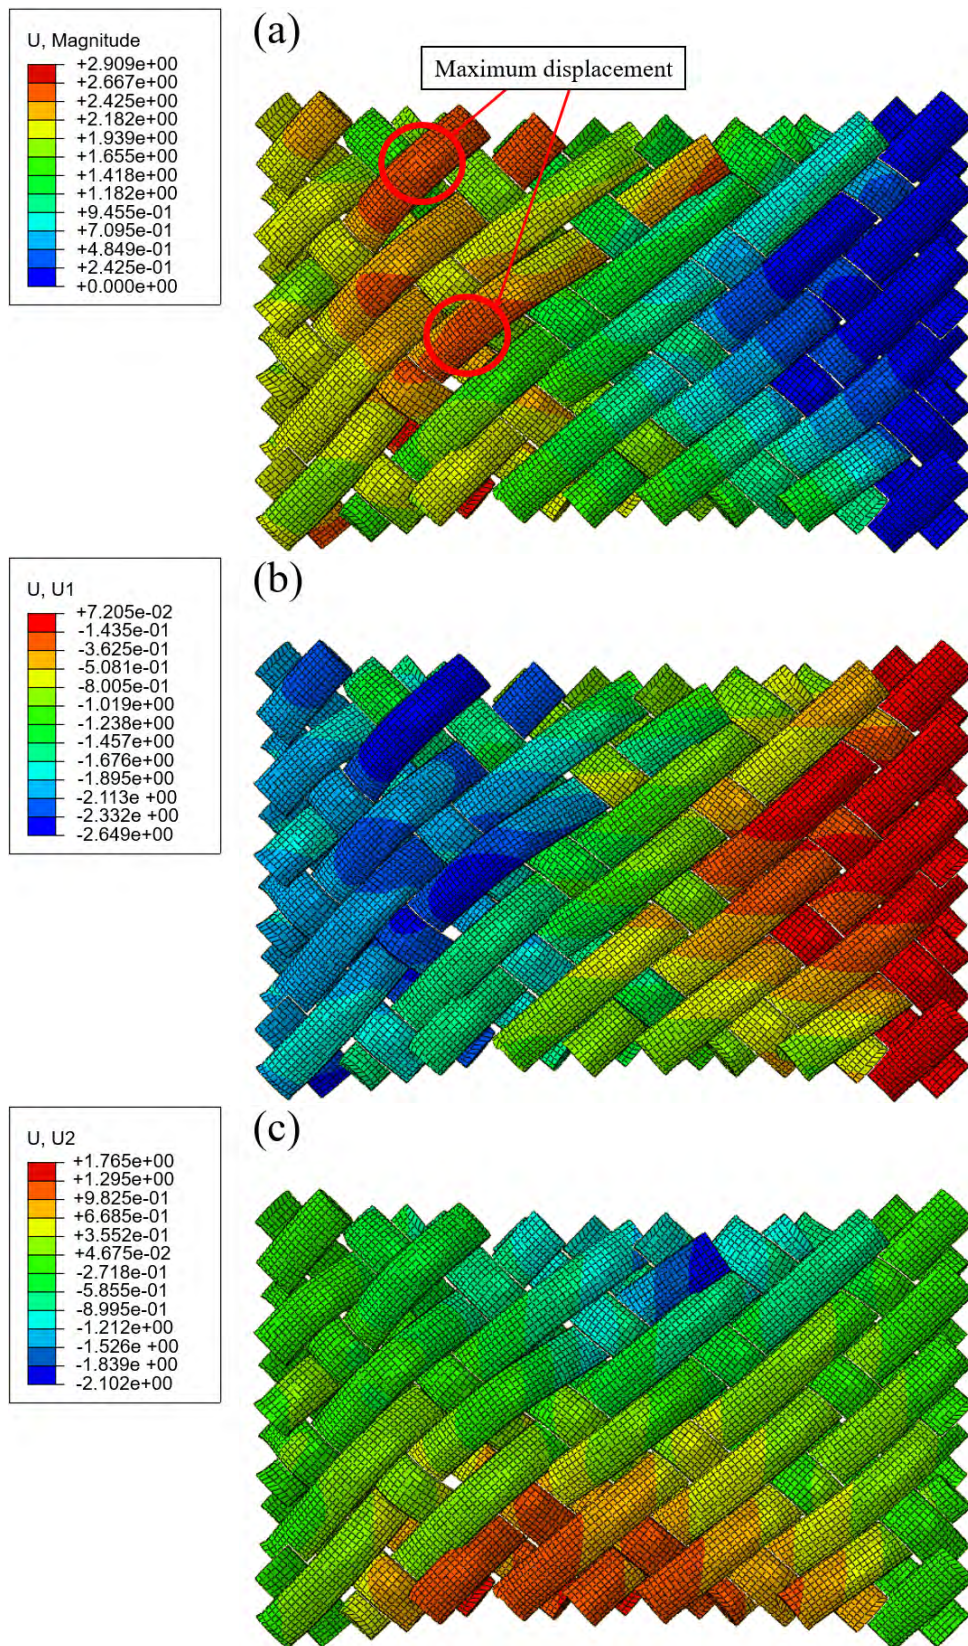 (a)
U, Magnitude
+2.909e+00
+2.667e+00
+2.425e+00
+2.182e+00
+1.939e+00
+1.655e+00
+1.418e+00
+1.182e+00
+9.455e-01
+7.095e-01
+4.849e-01
+2.425e-01
+0.000e+00
Maximum displacement
(b)
U, U1
+7.205e-02
-1.435e-01
-3.625e-01
-5.081e-01
-8.005e-01
-1.019e+00
-1.238e+00
-1.457e+00
-1.676e+00
-1.895e+00
-2.113e +00
-2.332e +00
-2.649e+00
(c)
U, U2
+1.765e+00
+1.295e+00
+9.825e-01
+6.685e-01
+3.552e-01
+4.675e-02
-2.718e-01
-5.855e-01
-8.995e-01
-1.212e+00
-1.526e +00
-1.839e +00
-2.102e+00